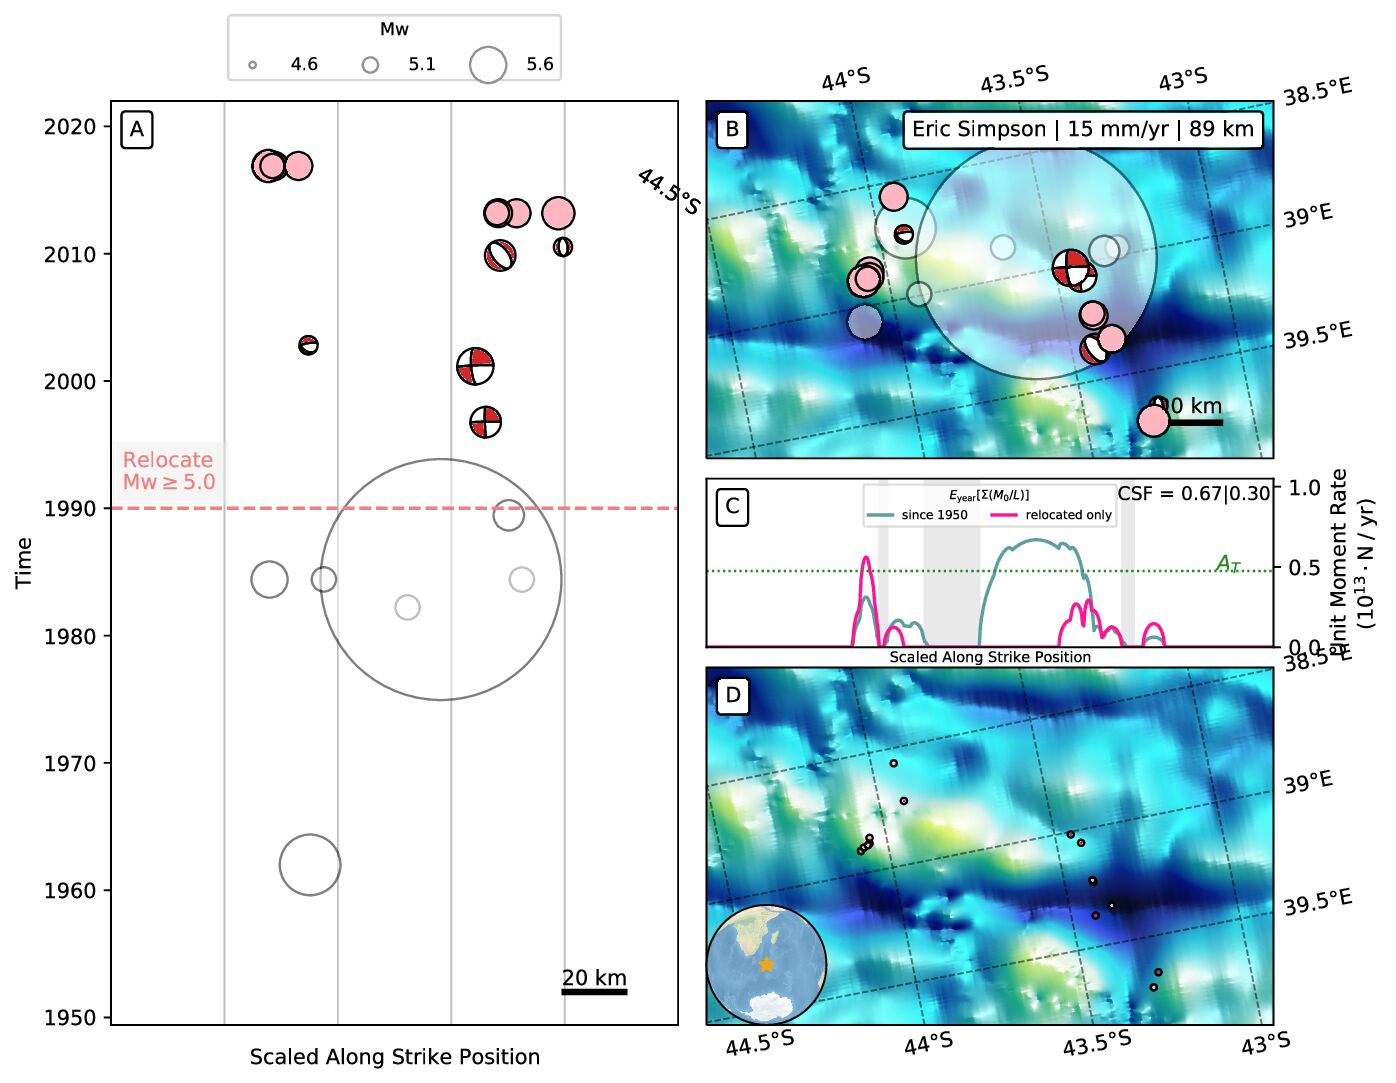 Mw
4.6 5.1 5.6
A
2020
2010
2000
1990
1980
1970
1960
1950
Time
Relocate
Mw ≥ 5.0
20 km
Scaled Along Strike Position
44°S 43.5°S 43°S
38.5°E
39°E
39.5°E
44.5°S
B
Eric Simpson | 15 mm/yr | 89 km
0 km
C
E_year[Σ(M_0/L)]
since 1950 relocated only
CSF = 0.67|0.30
A_T
1.0
0.5
0.0
Unit Moment Rate
(10^13 · N / yr)
Scaled Along Strike Position
38.5°E
D
39°E
39.5°E
44.5°S 44°S 43.5°S 43°S